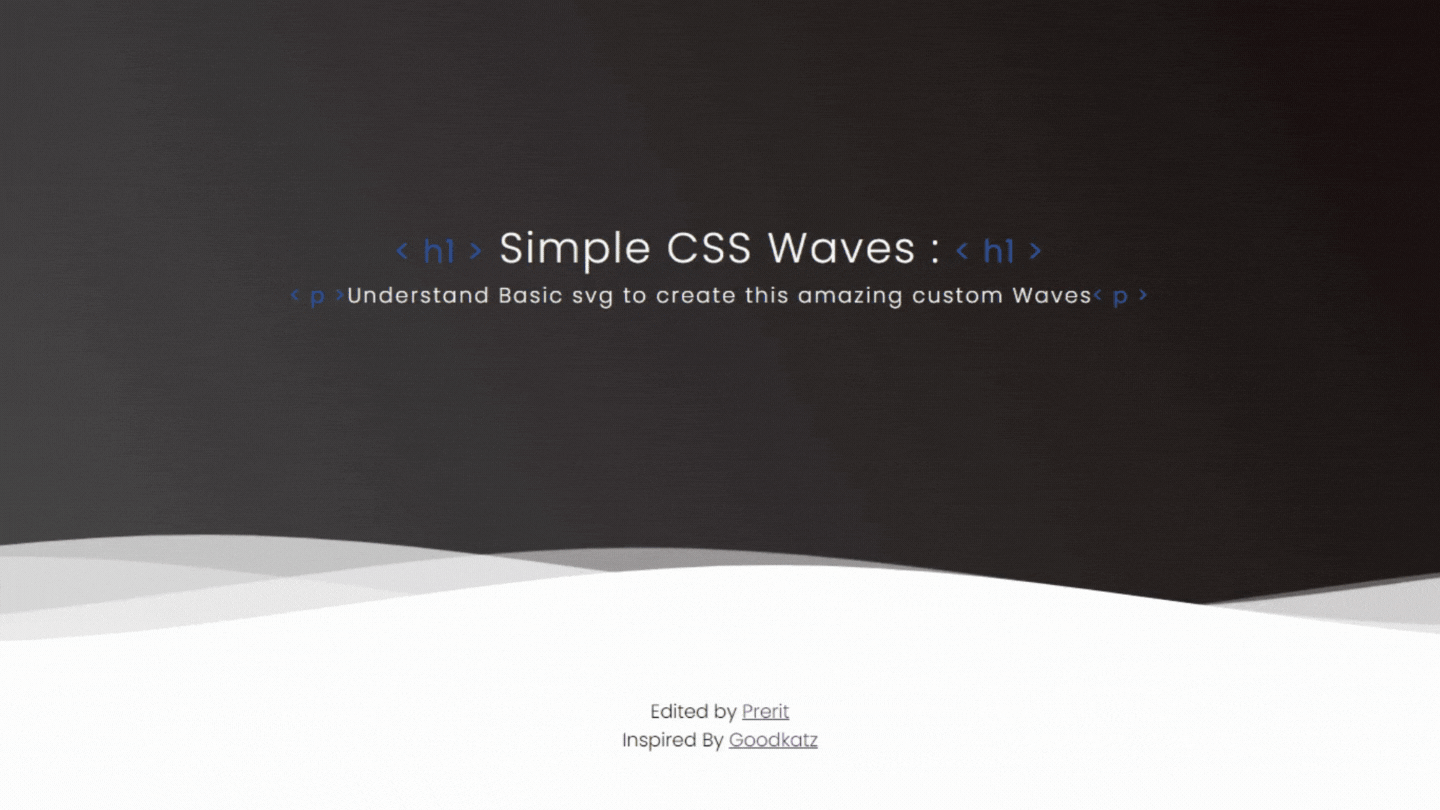 < h1 > Simple CSS Waves : < h1 >
< p >Understand Basic svg to create this amazing custom Waves< p >
Edited by Prerit
Inspired By Goodkatz